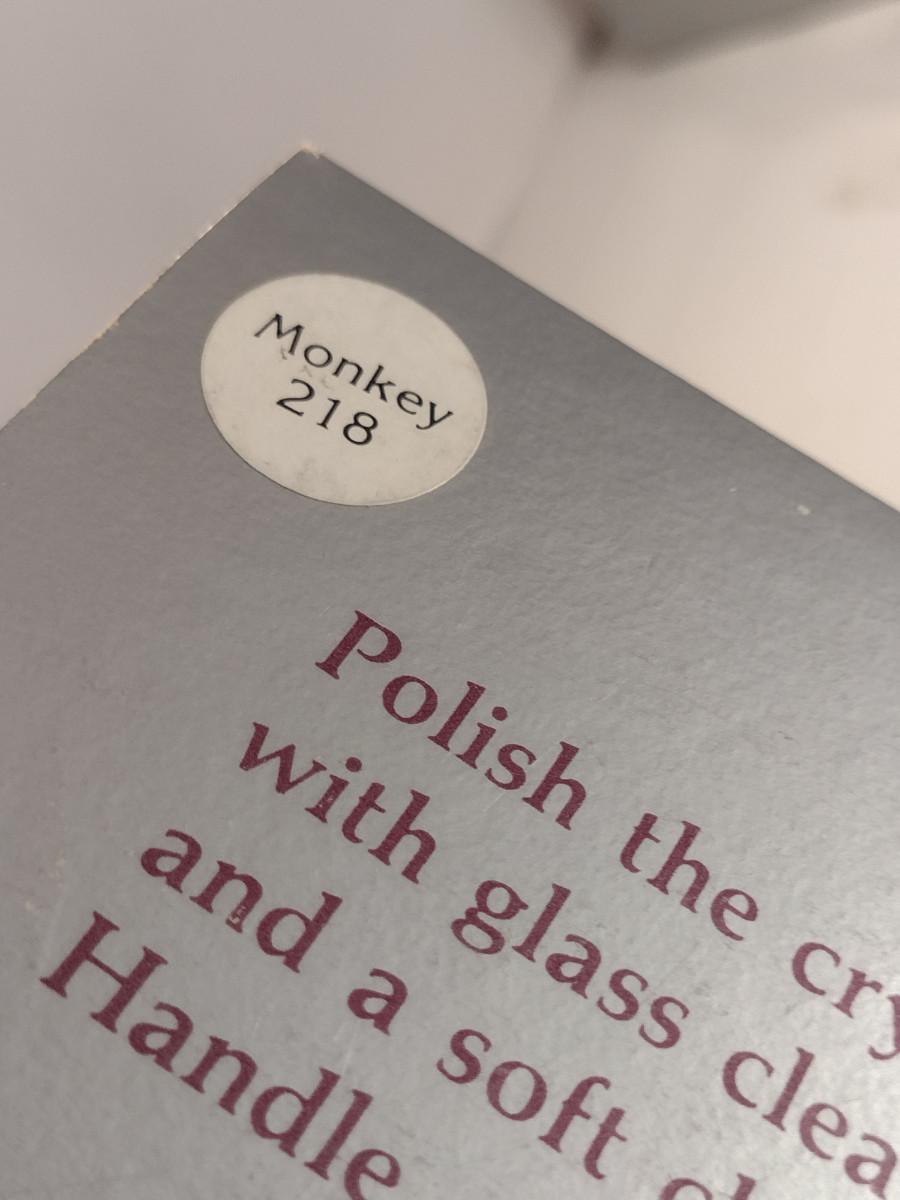 Monkey
218
Polish the
with glass
and a soft
Handle